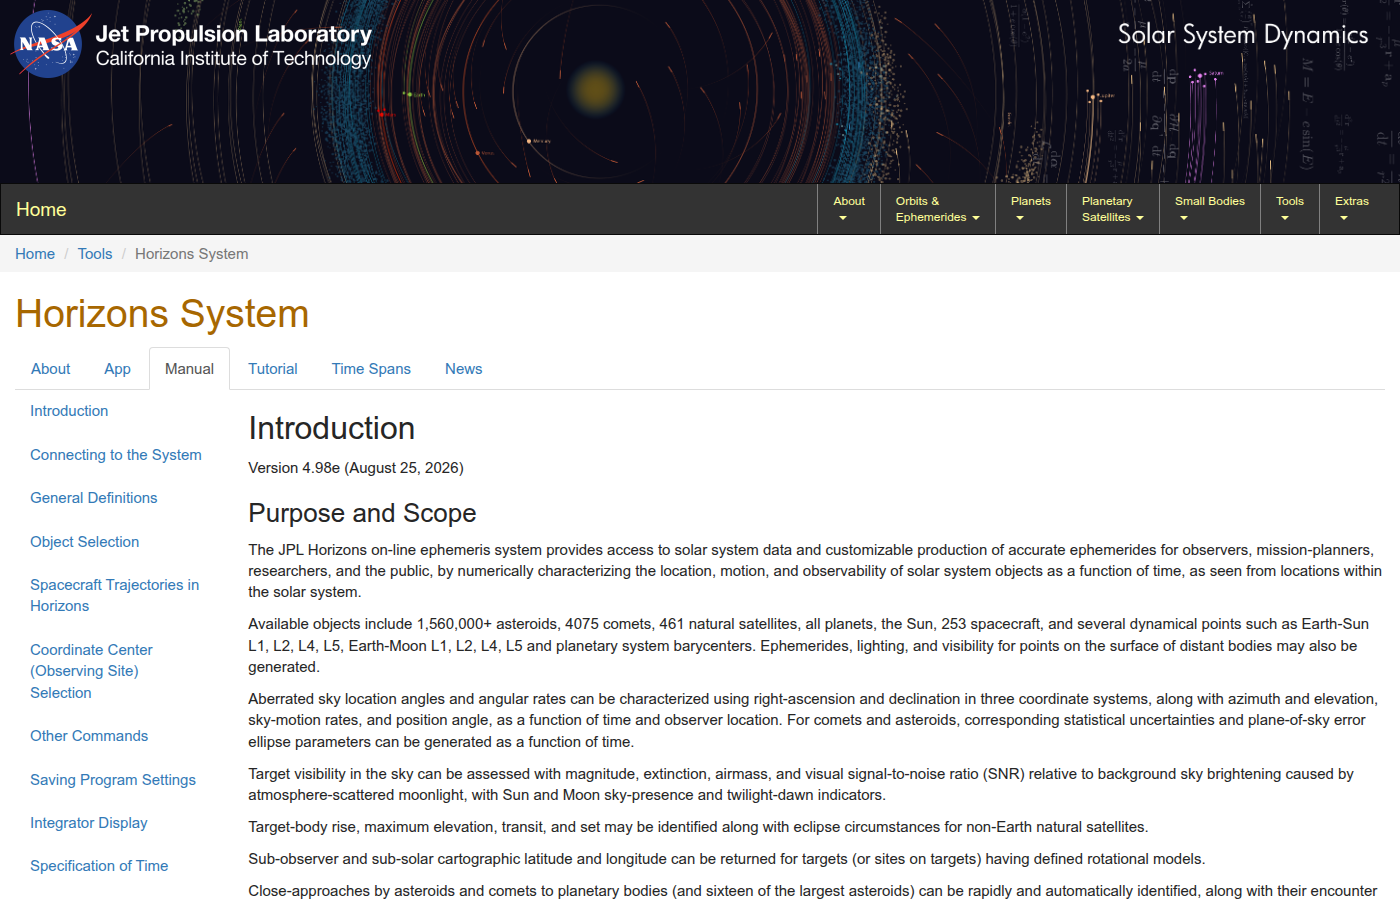 NASA
Jet Propulsion Laboratory
California Institute of Technology
Solar System Dynamics
Home
About
Orbits &
Ephemerides
Planets
Planetary
Satellites
Small Bodies
Tools
Extras
Home / Tools / Horizons System
Horizons System
About
App
Manual
Tutorial
Time Spans
News
Introduction
Connecting to the System
General Definitions
Object Selection
Spacecraft Trajectories in
Horizons
Coordinate Center
(Observing Site)
Selection
Other Commands
Saving Program Settings
Integrator Display
Specification of Time
Introduction
Version 4.98e (August 25, 2026)
Purpose and Scope
The JPL Horizons on-line ephemeris system provides access to solar system data and customizable production of accurate ephemerides for observers, mission-planners,
researchers, and the public, by numerically characterizing the location, motion, and observability of solar system objects as a function of time, as seen from locations within
the solar system.
Available objects include 1,560,000+ asteroids, 4075 comets, 461 natural satellites, all planets, the Sun, 253 spacecraft, and several dynamical points such as Earth-Sun
L1, L2, L4, L5, Earth-Moon L1, L2, L4, L5 and planetary system barycenters. Ephemerides, lighting, and visibility for points on the surface of distant bodies may also be
generated.
Aberrated sky location angles and angular rates can be characterized using right-ascension and declination in three coordinate systems, along with azimuth and elevation,
sky-motion rates, and position angle, as a function of time and observer location. For comets and asteroids, corresponding statistical uncertainties and plane-of-sky error
ellipse parameters can be generated as a function of time.
Target visibility in the sky can be assessed with magnitude, extinction, airmass, and visual signal-to-noise ratio (SNR) relative to background sky brightening caused by
atmosphere-scattered moonlight, with Sun and Moon sky-presence and twilight-dawn indicators.
Target-body rise, maximum elevation, transit, and set may be identified along with eclipse circumstances for non-Earth natural satellites.
Sub-observer and sub-solar cartographic latitude and longitude can be returned for targets (or sites on targets) having defined rotational models.
Close-approaches by asteroids and comets to planetary bodies (and sixteen of the largest asteroids) can be rapidly and automatically identified, along with their encounter